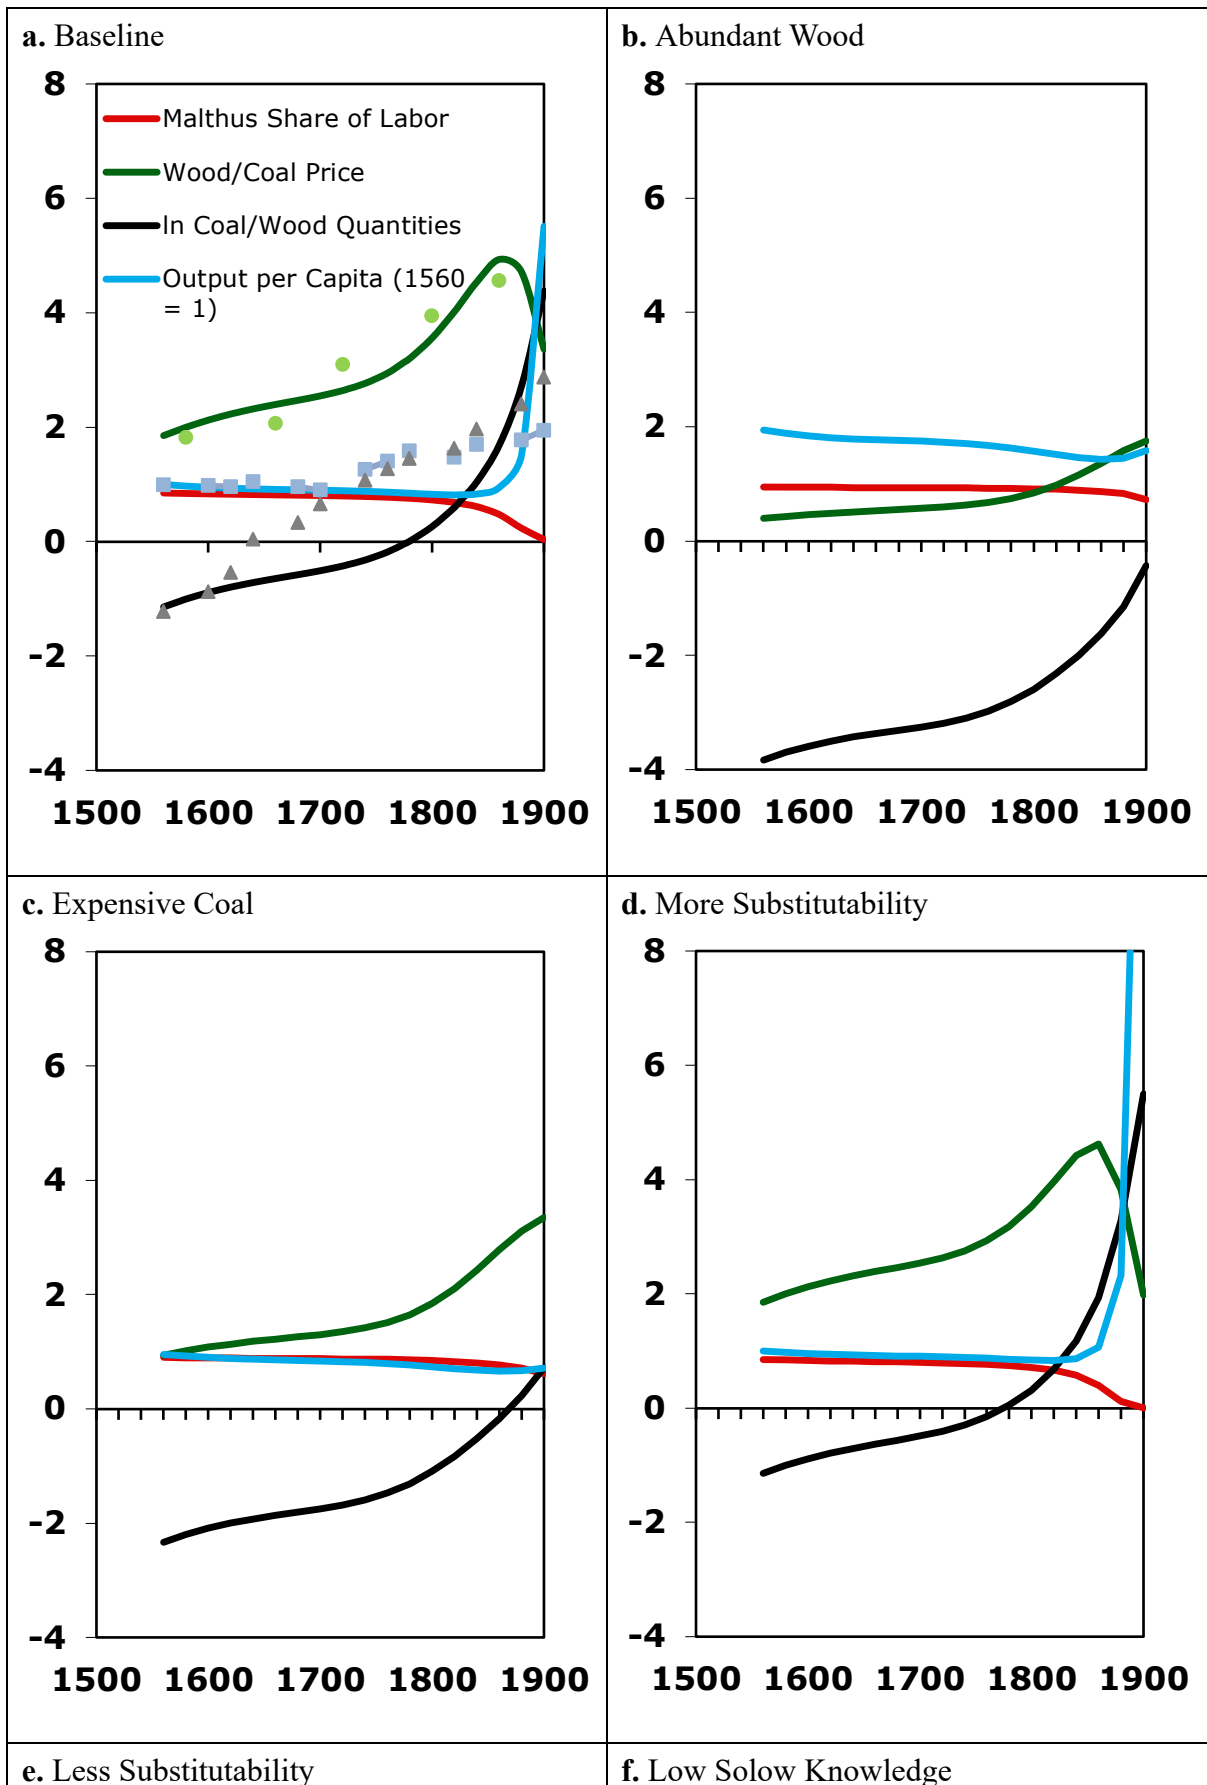 a. Baseline
8
6
4
2
0
-2
-4
1500 1600 1700 1800 1900
Malthus Share of Labor
Wood/Coal Price
ln Coal/Wood Quantities
Output per Capita (1560
= 1)
b. Abundant Wood
8
6
4
2
0
-2
-4
1500 1600 1700 1800 1900
c. Expensive Coal
8
6
4
2
0
-2
-4
1500 1600 1700 1800 1900
d. More Substitutability
8
6
4
2
0
-2
-4
1500 1600 1700 1800 1900
e. Less Substitutability
f. Low Solow Knowledge